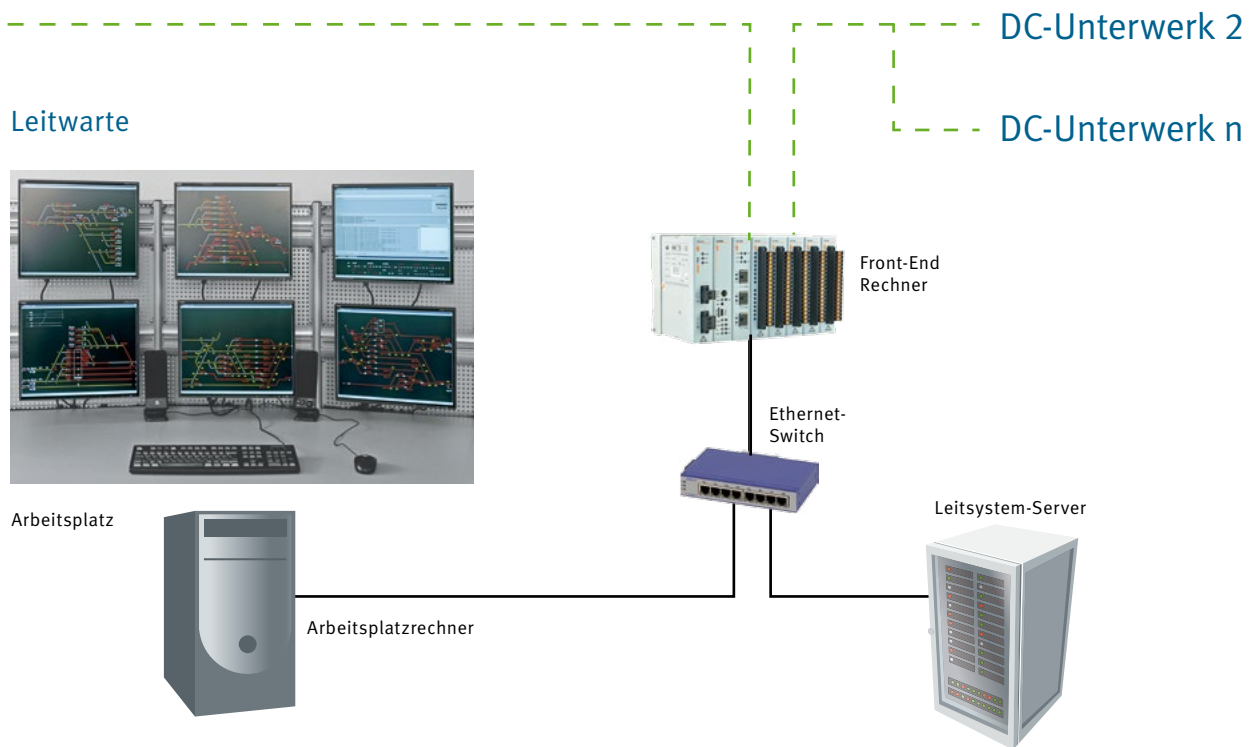 DC-Unterwerk 2
Leitwarte
DC-Unterwerk n
Front-End
Rechner
Ethernet-
Switch
Arbeitsplatz
Leitsystem-Server
Arbeitsplatzrechner